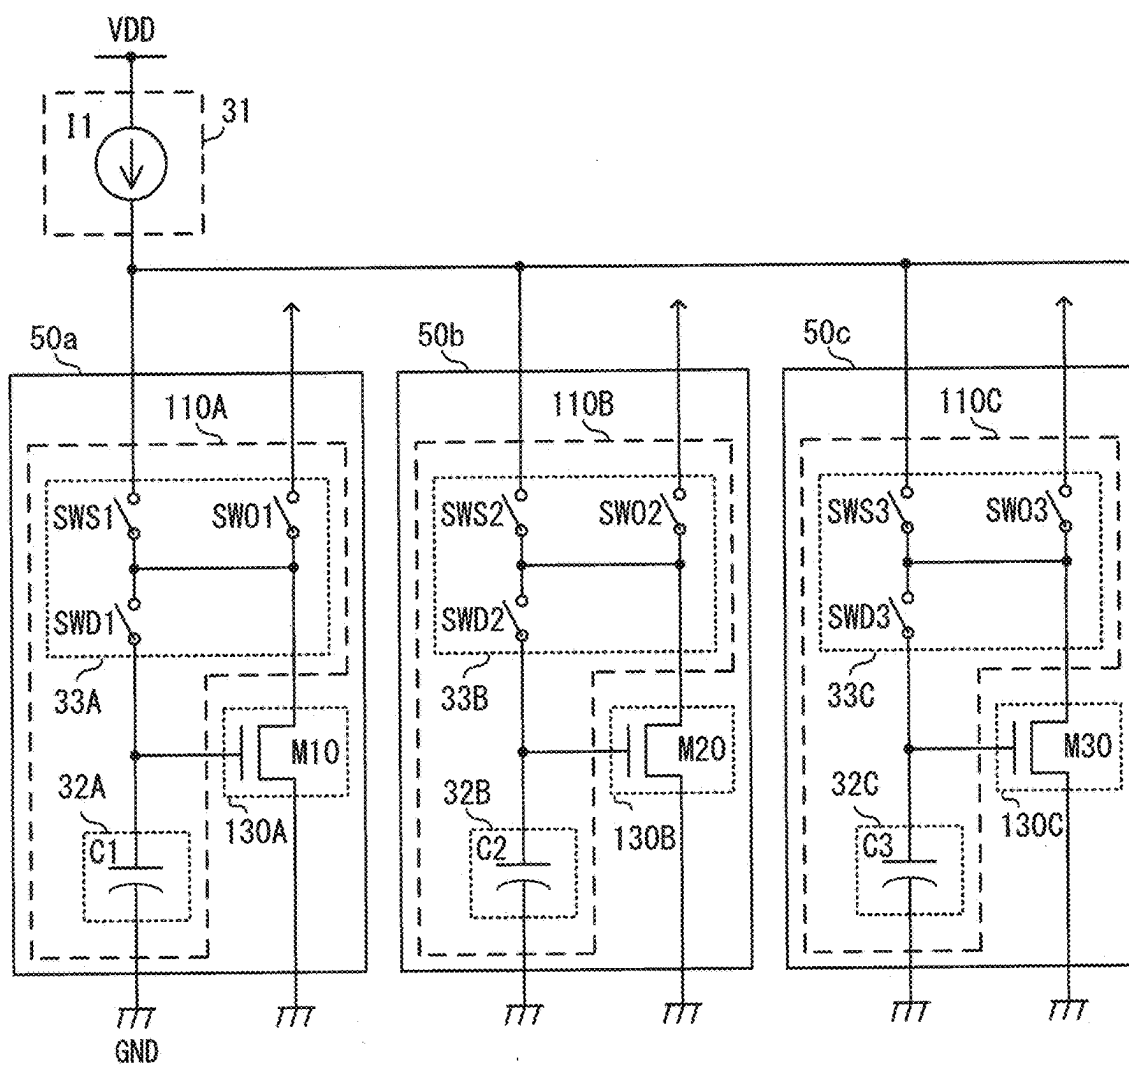 VDD
I1
31
50a
50b
50c
110A
110B
110C
SWS1
SWO1
SWS2
SWO2
SWS3
SWO3
SWD1
SWD2
SWD3
33A
33B
33C
M10
M20
M30
32A
32B
32C
130A
130B
130C
C1
C2
C3
GND